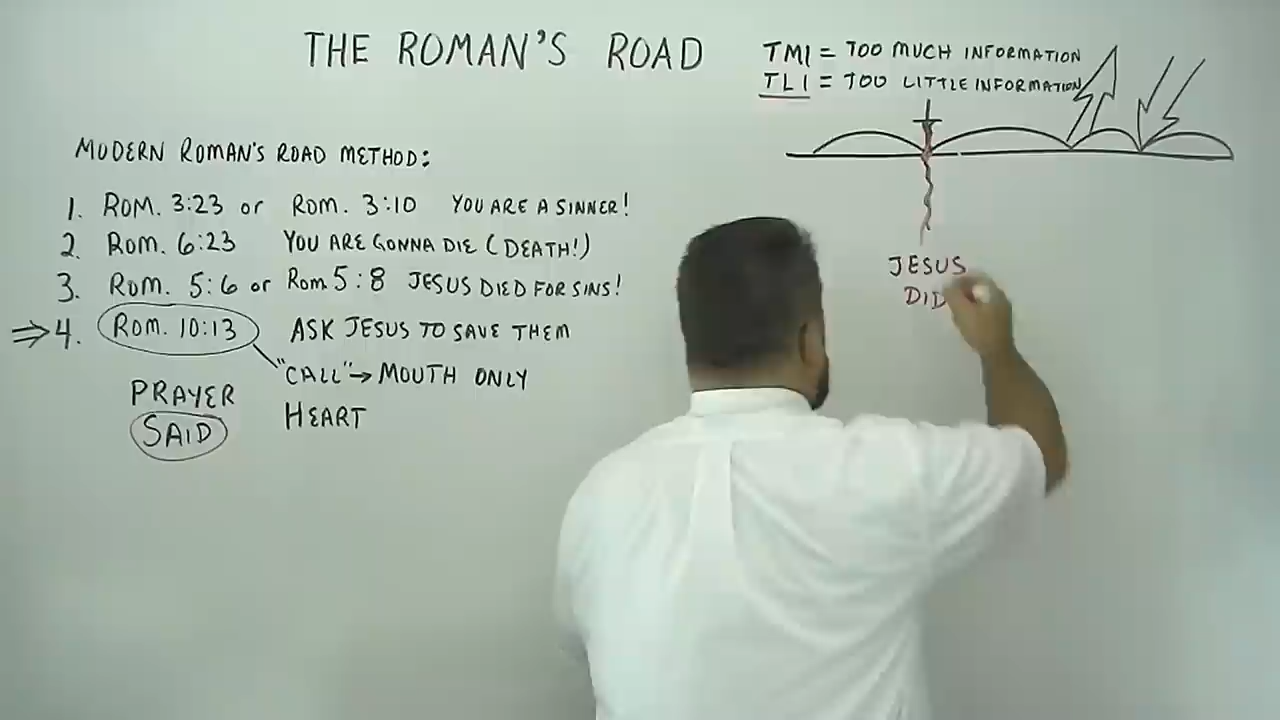 THE ROMAN'S ROAD
TMI = TOO MUCH INFORMATION
TLI = TOO LITTLE INFORMATION
MODERN ROMAN'S ROAD METHOD:
1. ROM. 3:23 or ROM. 3:10 YOU ARE A SINNER!
2. ROM. 6:23 YOU ARE GONNA DIE (DEATH!)
3. ROM. 5:6 or Rom 5:8 JESUS DIED FOR SINS!
⇒ 4. ROM. 10:13 ASK JESUS TO SAVE THEM
"CALL" → MOUTH ONLY
PRAYER HEART
SAID
JESUS
DID